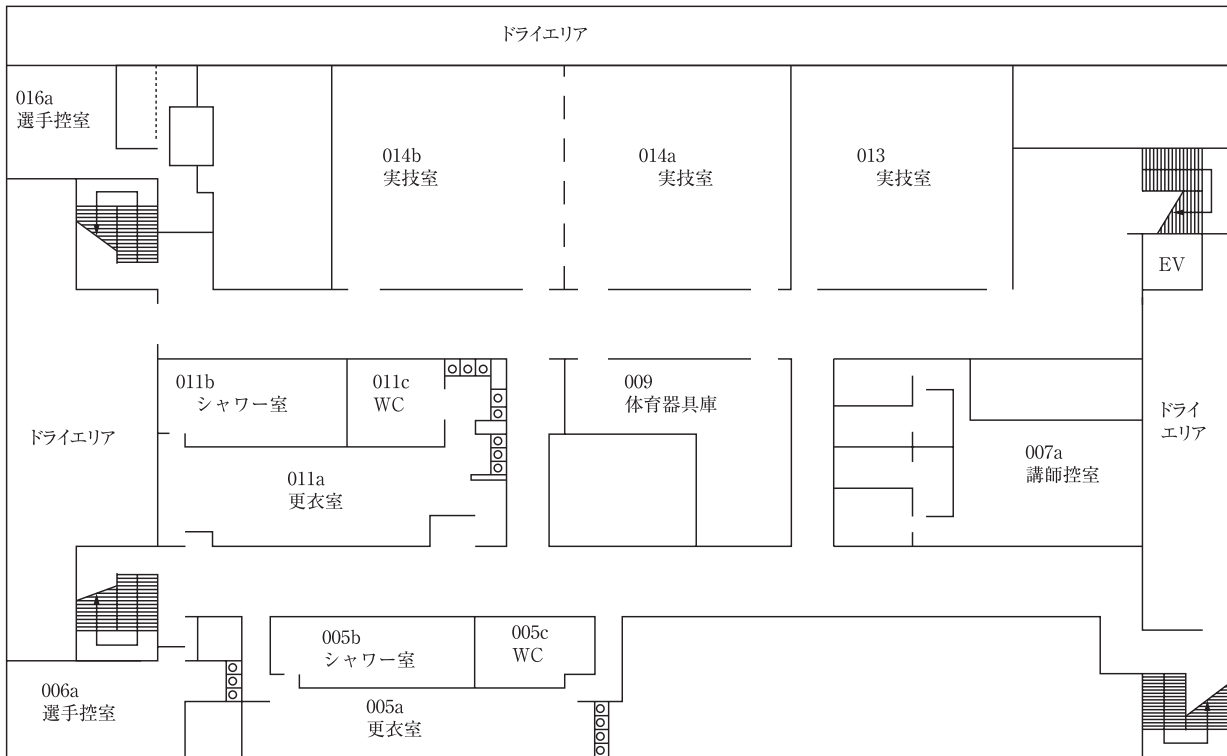 ドライエリア
016a
選手控室
014b
実技室
014a
実技室
013
実技室
EV
011b
シャワー室
011c
WC
009
体育器具庫
ドライ
エリア
ドライエリア
007a
講師控室
011a
更衣室
005b
シャワー室
005c
WC
006a
選手控室
005a
更衣室